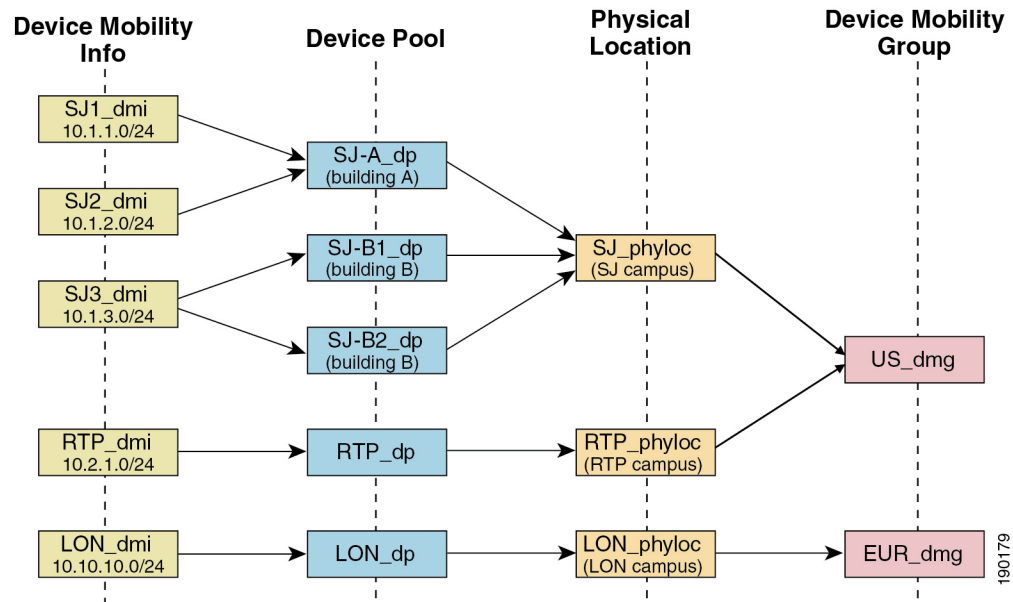 Device Mobility
Info
Device Pool
Physical
Location
Device Mobility
Group
SJ1_dmi
10.1.1.0/24
SJ2_dmi
10.1.2.0/24
SJ3_dmi
10.1.3.0/24
RTP_dmi
10.2.1.0/24
LON_dmi
10.10.10.0/24
SJ-A_dp
(building A)
SJ-B1_dp
(building B)
SJ-B2_dp
(building B)
RTP_dp
LON_dp
SJ_phyloc
(SJ campus)
RTP_phyloc
(RTP campus)
LON_phyloc
(LON campus)
US_dmg
EUR_dmg
190179